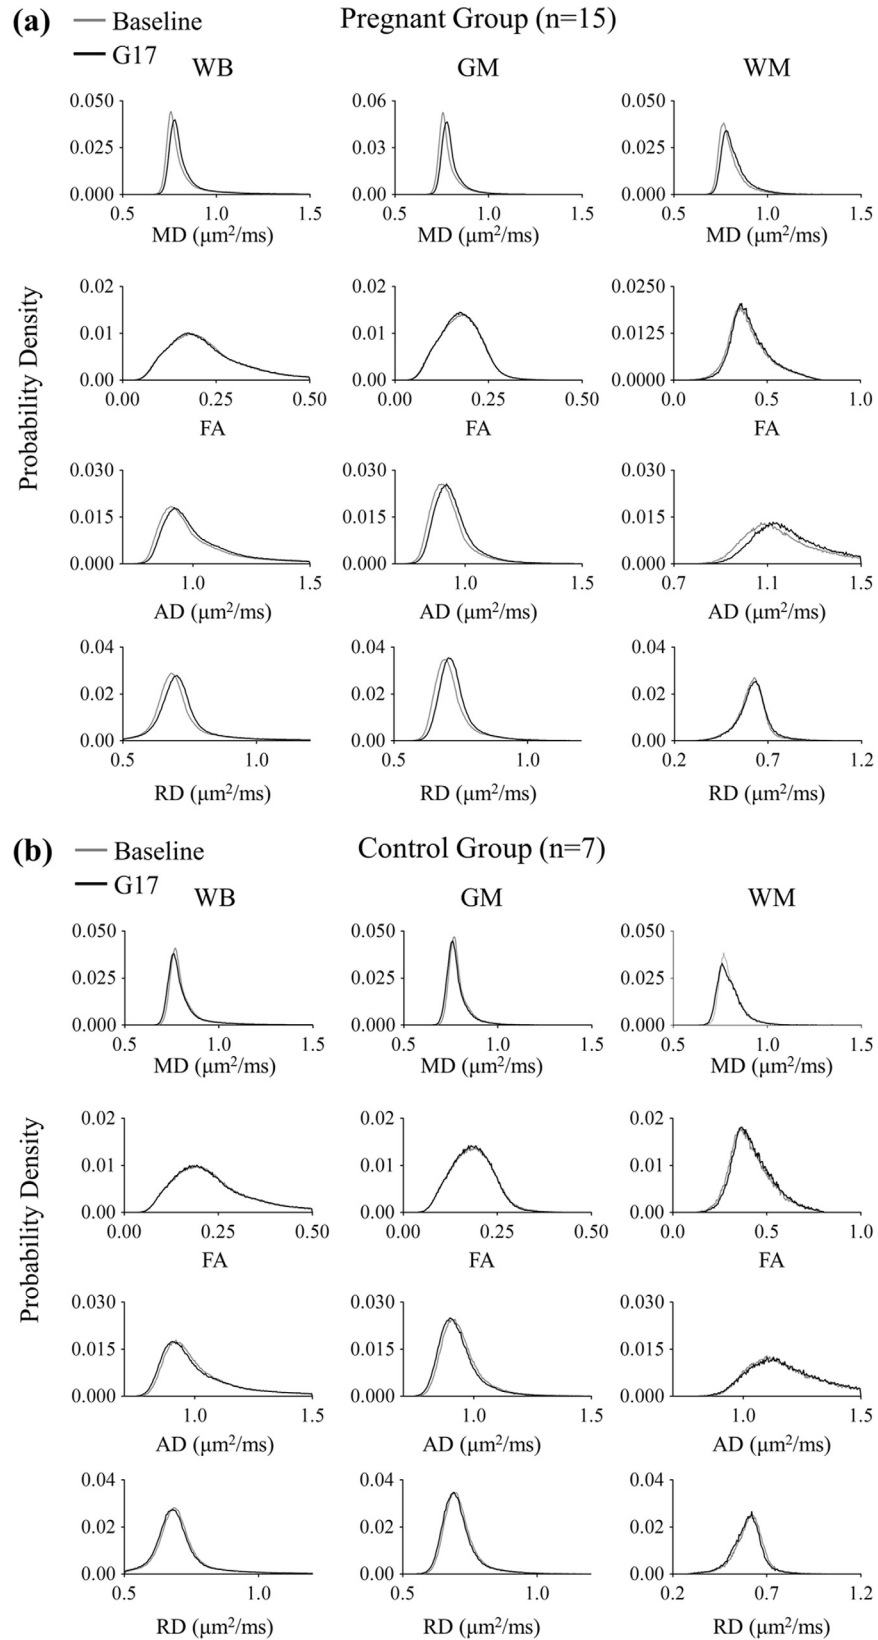 (a) Baseline Pregnant Group (n=15)
G17
WB GM WM
0.050 0.06 0.050
0.025 0.03 0.025
0.000 0.00 0.000
0.5 1.0 1.5 0.5 1.0 1.5 0.5 1.0 1.5
MD (μm²/ms) MD (μm²/ms) MD (μm²/ms)
Probability Density
0.02 0.02 0.0250
0.01 0.01 0.0125
0.00 0.00 0.0000
0.00 0.25 0.50 0.00 0.25 0.50 0.0 0.5 1.0
FA FA FA
0.030 0.030 0.030
0.015 0.015 0.015
0.000 0.000 0.000
1.0 1.5 1.0 1.5 0.7 1.1 1.5
AD (μm²/ms) AD (μm²/ms) AD (μm²/ms)
0.04 0.04 0.04
0.02 0.02 0.02
0.00 0.00 0.00
0.5 1.0 0.5 1.0 0.2 0.7 1.2
RD (μm²/ms) RD (μm²/ms) RD (μm²/ms)
(b) Baseline Control Group (n=7)
G17
WB GM WM
0.050 0.050 0.050
0.025 0.025 0.025
0.000 0.000 0.000
0.5 1.0 1.5 0.5 1.0 1.5 0.5 1.0 1.5
MD (μm²/ms) MD (μm²/ms) MD (μm²/ms)
Probability Density
0.02 0.02 0.02
0.01 0.01 0.01
0.00 0.00 0.00
0.00 0.25 0.50 0.00 0.25 0.50 0.0 0.5 1.0
FA FA FA
0.030 0.030 0.030
0.015 0.015 0.015
0.000 0.000 0.000
1.0 1.5 1.0 1.5 1.0 1.5
AD (μm²/ms) AD (μm²/ms) AD (μm²/ms)
0.04 0.04 0.04
0.02 0.02 0.02
0.00 0.00 0.00
0.5 1.0 0.5 1.0 0.2 0.7 1.2
RD (μm²/ms) RD (μm²/ms) RD (μm²/ms)